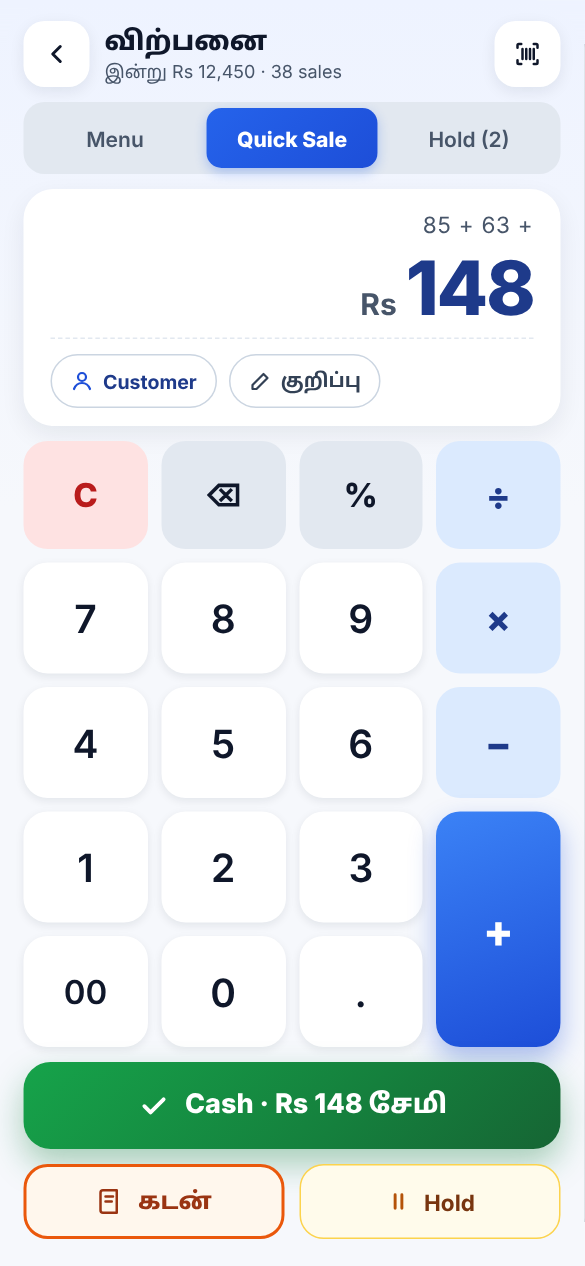 விற்பனை
இன்று Rs 12,450 · 38 sales
Menu
Quick Sale
Hold (2)
85 + 63 +
Rs 148
Customer
குறிப்பு
C
%
÷
7
8
9
×
4
5
6
−
1
2
3
+
00
0
.
Cash · Rs 148 சேமி
கடன்
Hold